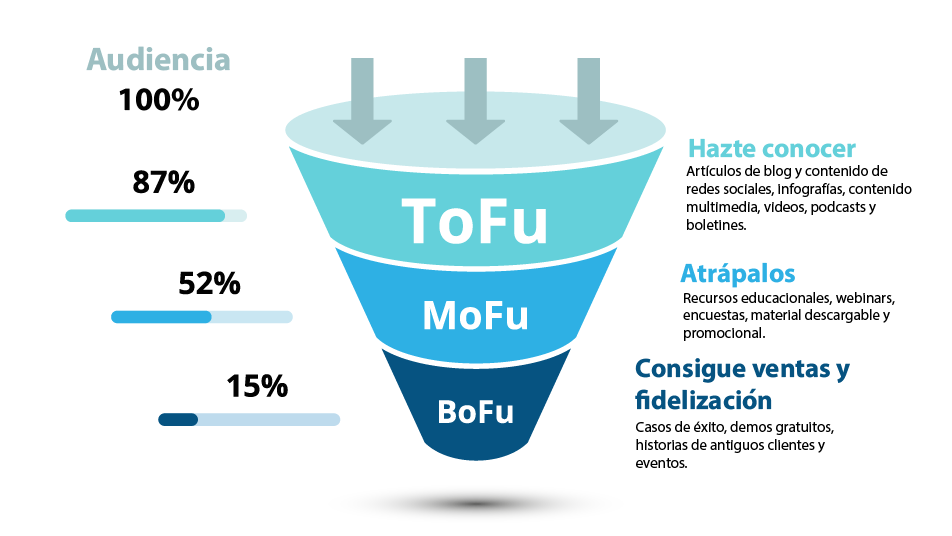 Audiencia
100%
87%
52%
15%
ToFu
MoFu
BoFu
Hazte conocer
Artículos de blog y contenido de
redes sociales, infografías, contenido
multimedia, videos, podcasts y
boletines.
Atrápalos
Recursos educacionales, webinars,
encuestas, material descargable y
promocional.
Consigue ventas y
fidelización
Casos de éxito, demos gratuitos,
historias de antiguos clientes y
eventos.